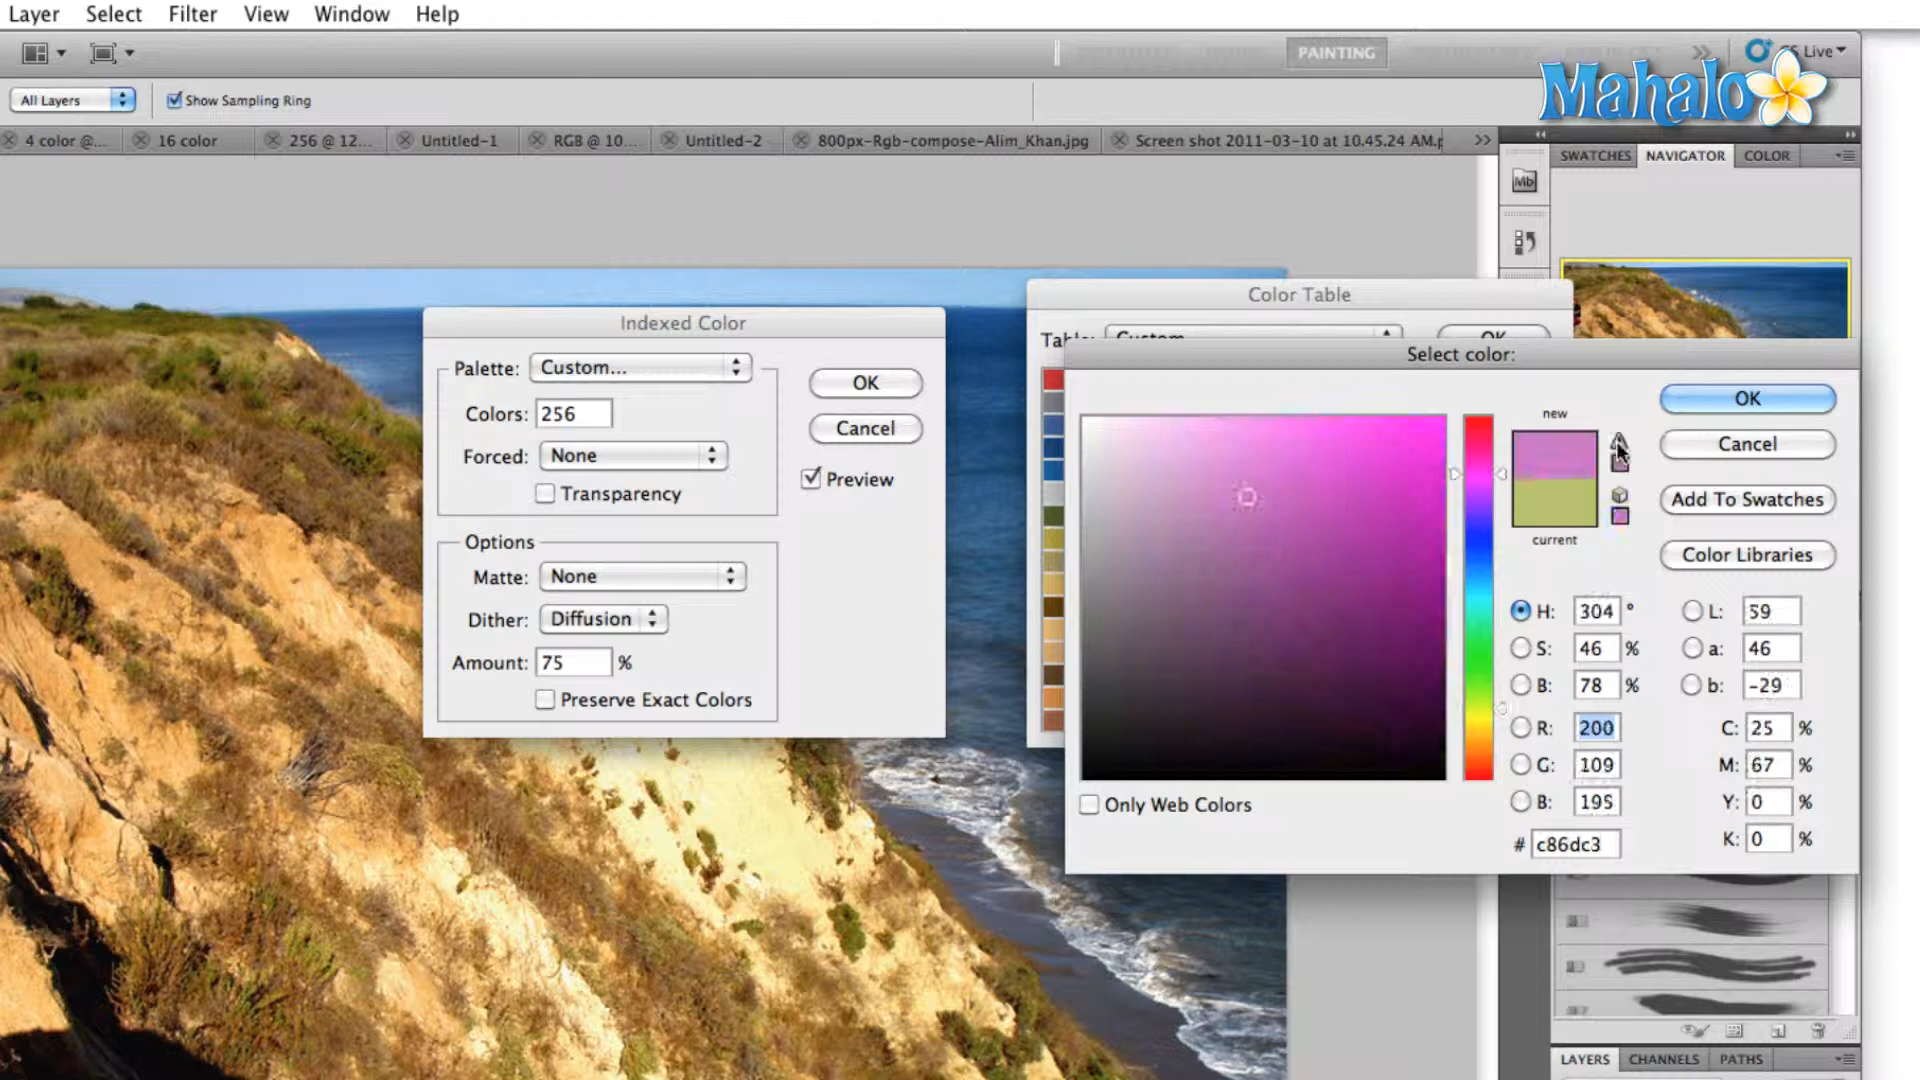 Layer Select Filter View Window Help
PAINTING
CS Live
Mahalo
All Layers
Show Sampling Ring
4 color @...
16 color
256 @ 12...
Untitled-1
RGB @ 10...
Untitled-2
800px-Rgb-compose-Alim_Khan.jpg
Screen shot 2011-03-10 at 10.45.24 AM.p
SWATCHES NAVIGATOR COLOR
Mb
Indexed Color
Palette: Custom...
Colors: 256
Forced: None
Transparency
Options
Matte: None
Dither: Diffusion
Amount: 75 %
Preserve Exact Colors
OK
Cancel
Preview
Color Table
Table: Custom
OK
Select color:
new
current
OK
Cancel
Add To Swatches
Color Libraries
H: 304 °
S: 46 %
B: 78 %
R: 200
G: 109
B: 195
# c86dc3
L: 59
a: 46
b: -29
C: 25 %
M: 67 %
Y: 0 %
K: 0 %
Only Web Colors
LAYERS CHANNELS PATHS